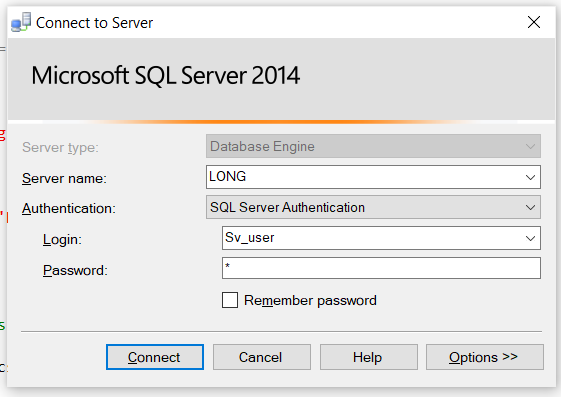 Connect to Server
Microsoft SQL Server 2014
Server type: Database Engine
Server name: LONG
Authentication: SQL Server Authentication
Login: Sv_user
Password: *
Remember password
Connect Cancel Help Options >>